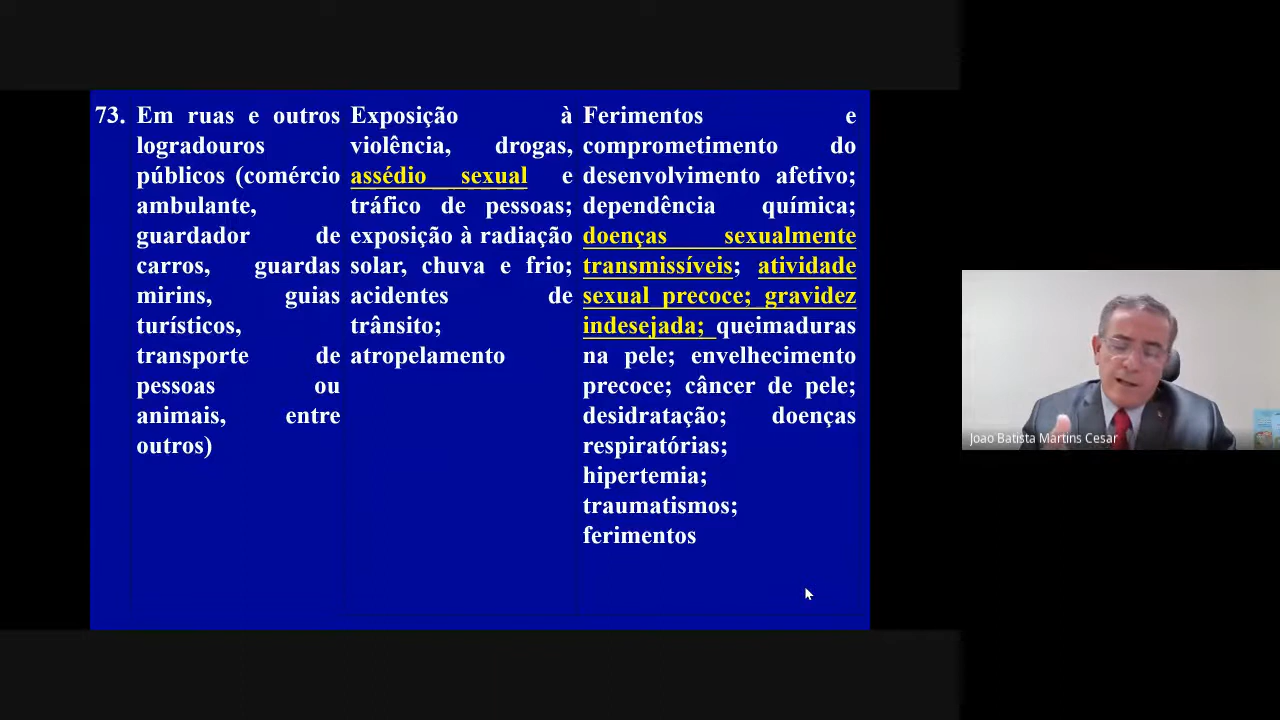 73.
Em ruas e outros
logradouros
públicos (comércio
ambulante,
guardador de
carros, guardas
mirins, guias
turísticos,
transporte de
pessoas ou
animais, entre
outros)
Exposição à
violência, drogas,
assédio sexual e
tráfico de pessoas;
exposição à radiação
solar, chuva e frio;
acidentes de
trânsito;
atropelamento
Ferimentos e
comprometimento do
desenvolvimento afetivo;
dependência química;
doenças sexualmente
transmissíveis; atividade
sexual precoce; gravidez
indesejada; queimaduras
na pele; envelhecimento
precoce; câncer de pele;
desidratação; doenças
respiratórias;
hipertemia;
traumatismos;
ferimentos
Joao Batista Martins Cesar